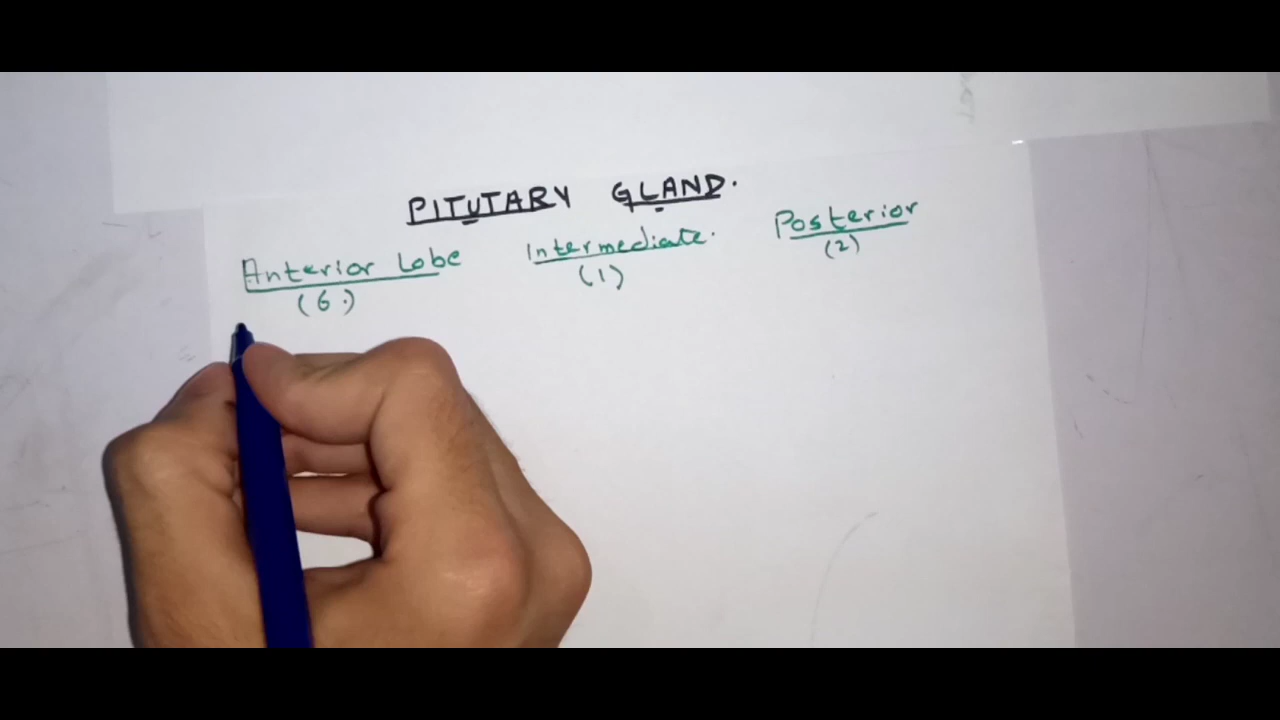 PITUTARY GLAND.
Anterior Lobe
(6.)
Intermediate.
(1)
Posterior
(2)